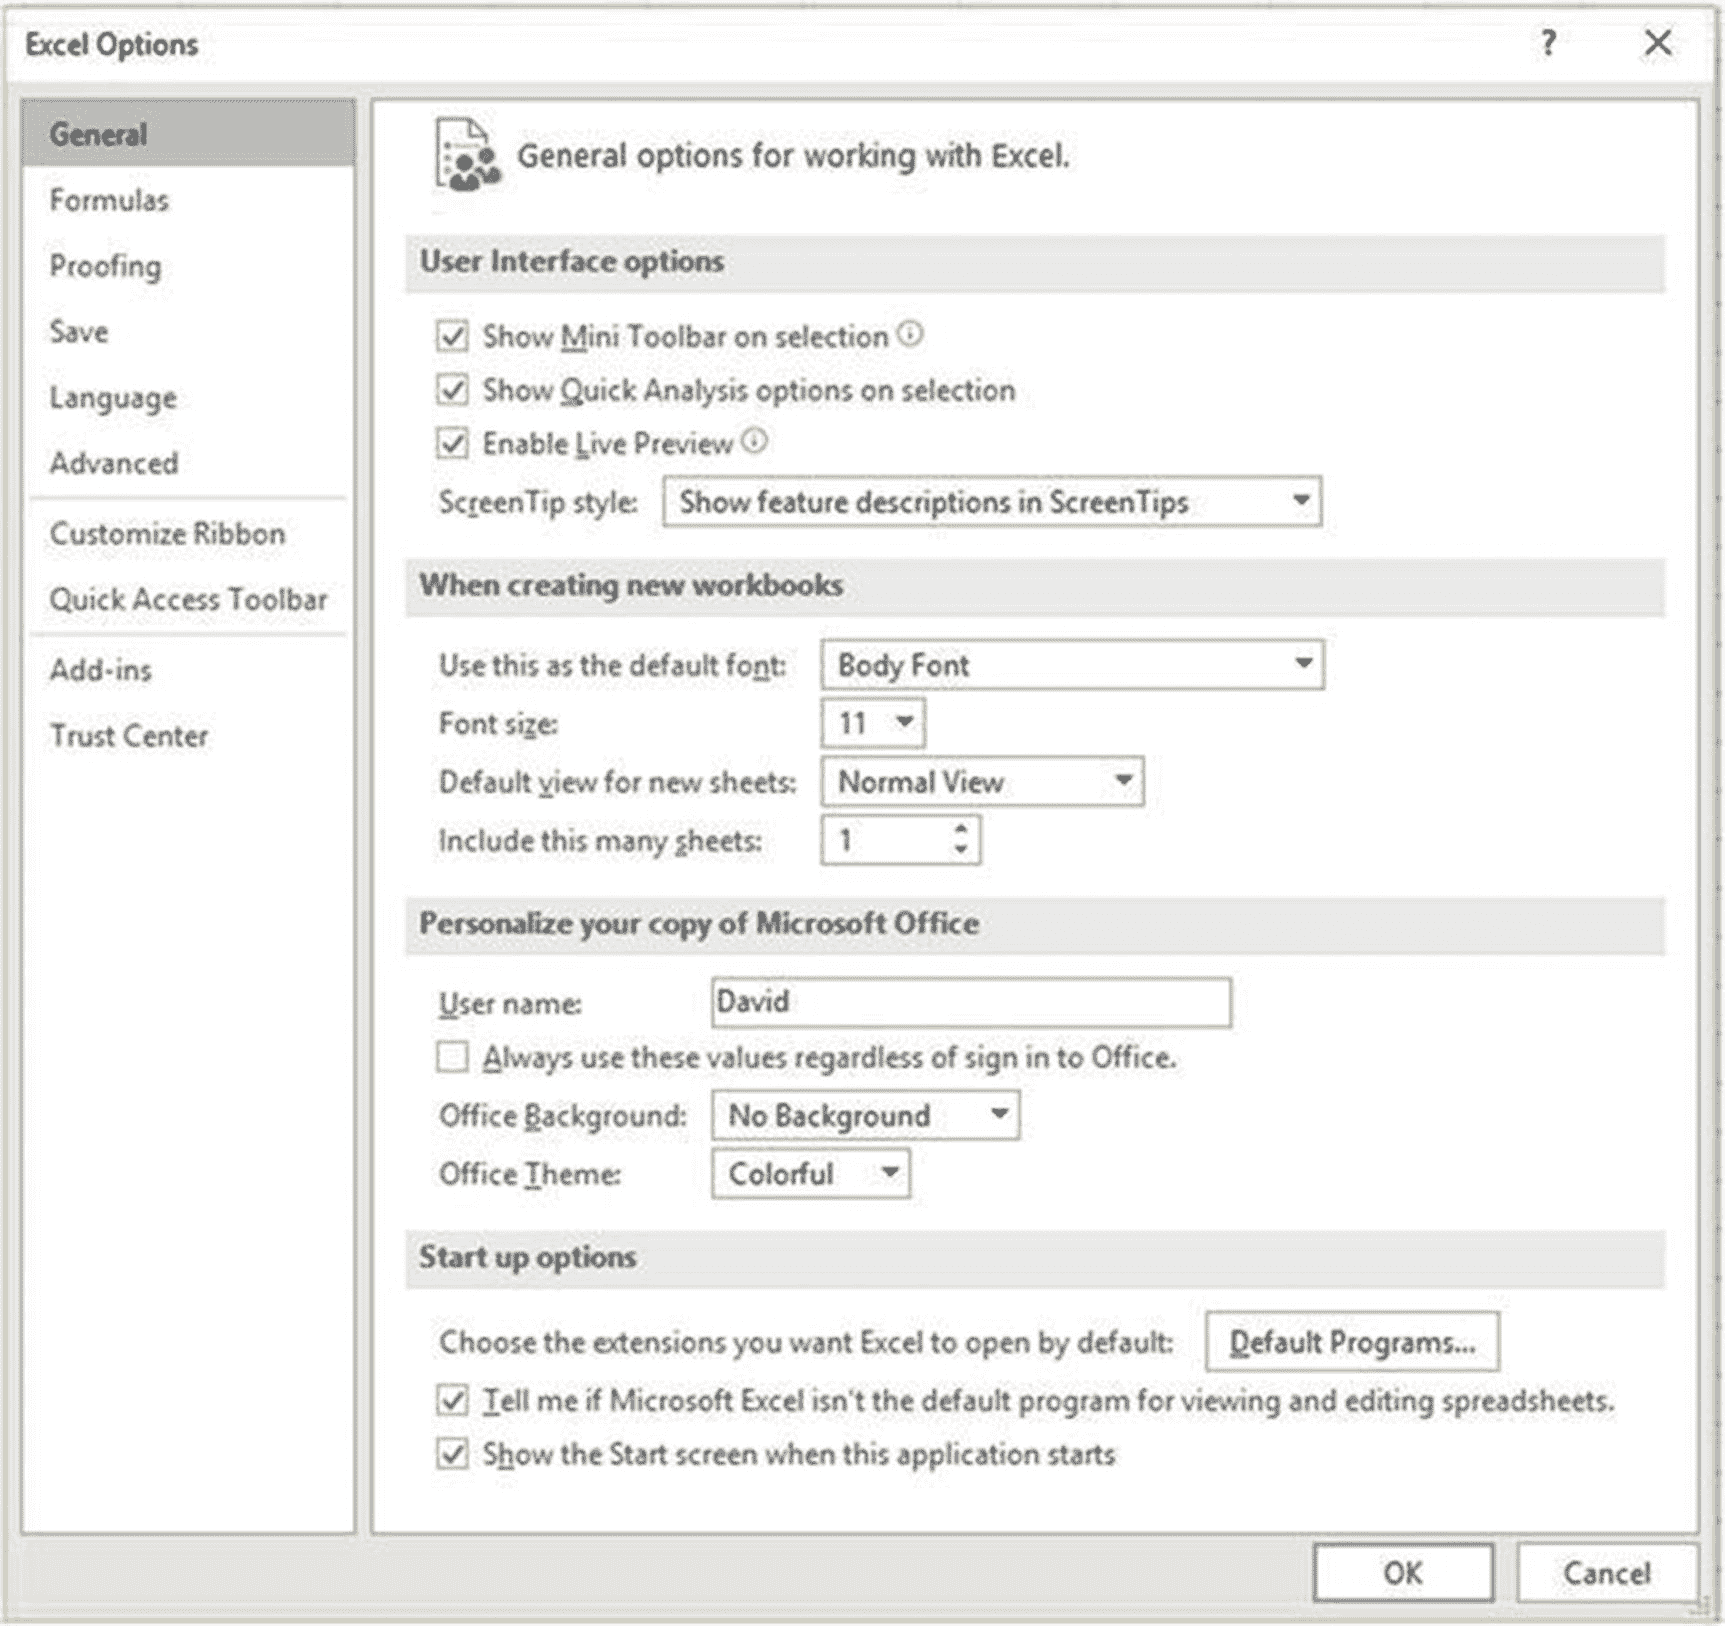 Excel Options ?
General
Formulas
Proofing
Save
Language
Advanced
Customize Ribbon
Quick Access Toolbar
Add-ins
Trust Center
General options for working with Excel.
User Interface options
Show Mini Toolbar on selection
Show Quick Analysis options on selection
Enable Live Preview
ScreenTip style: Show feature descriptions in ScreenTips
When creating new workbooks
Use this as the default font: Body Font
Font size: 11
Default view for new sheets: Normal View
Include this many sheets: 1
Personalize your copy of Microsoft Office
User name: David
Always use these values regardless of sign in to Office.
Office Background: No Background
Office Theme: Colorful
Start up options
Choose the extensions you want Excel to open by default: Default Programs...
Tell me if Microsoft Excel isn't the default program for viewing and editing spreadsheets.
Show the Start screen when this application starts
OK Cancel